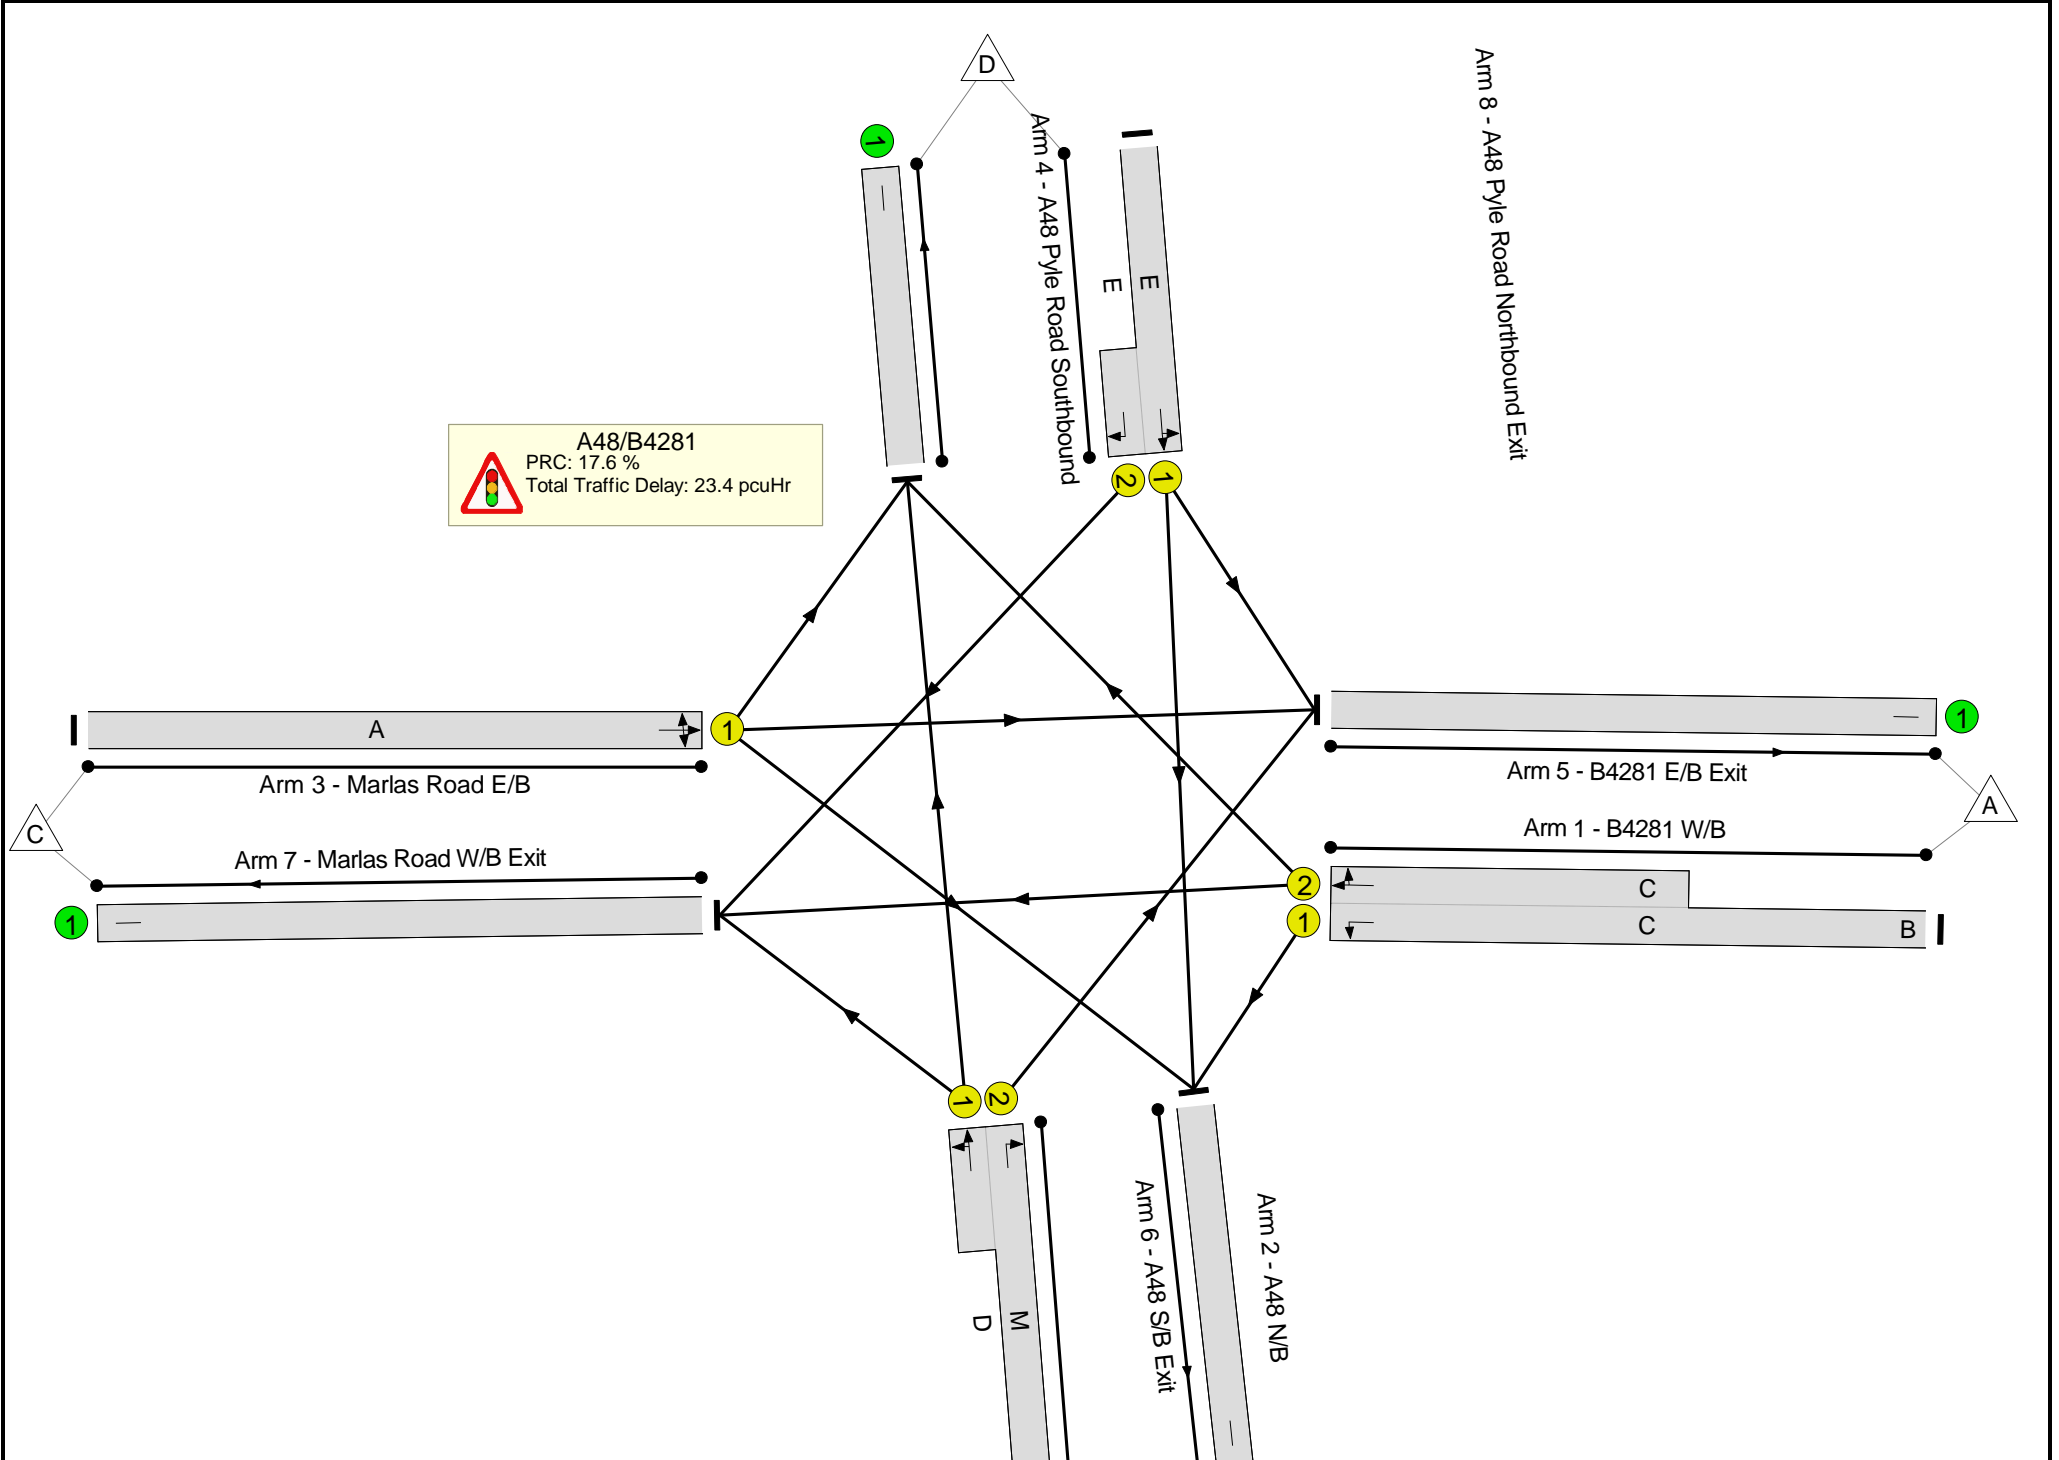 D
1
Arm 4 - A48 Pyle Road Southbound
E
E
Arm 8 - A48 Pyle Road Northbound Exit
A48/B4281
PRC: 17.6 %
Total Traffic Delay: 23.4 pcuHr
2
1
A
1
1
Arm 3 - Marlas Road E/B
Arm 5 - B4281 E/B Exit
C
A
Arm 7 - Marlas Road W/B Exit
Arm 1 - B4281 W/B
1
2
C
1
C
B
1
2
Arm 6 - A48 S/B Exit
Arm 2 - A48 N/B
D
M